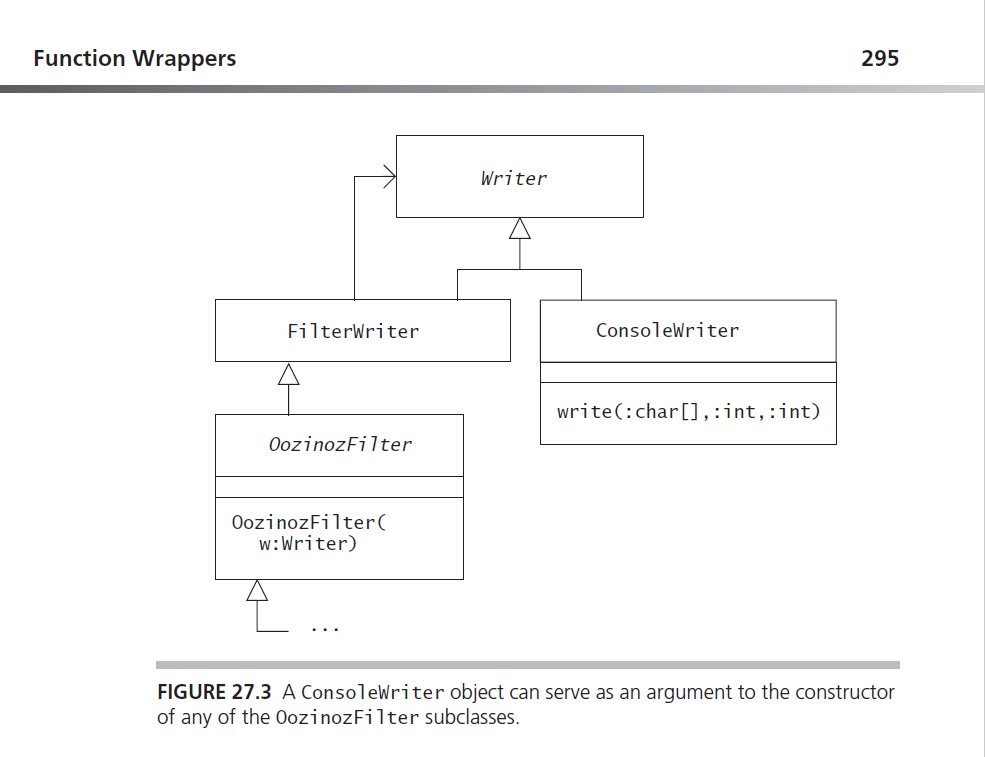 Function Wrappers 295
Writer
FilterWriter
ConsoleWriter
write(:char[],:int,:int)
OozinozFilter
OozinozFilter(
w:Writer)
...
FIGURE 27.3 A ConsoleWriter object can serve as an argument to the constructor
of any of the OozinozFilter subclasses.